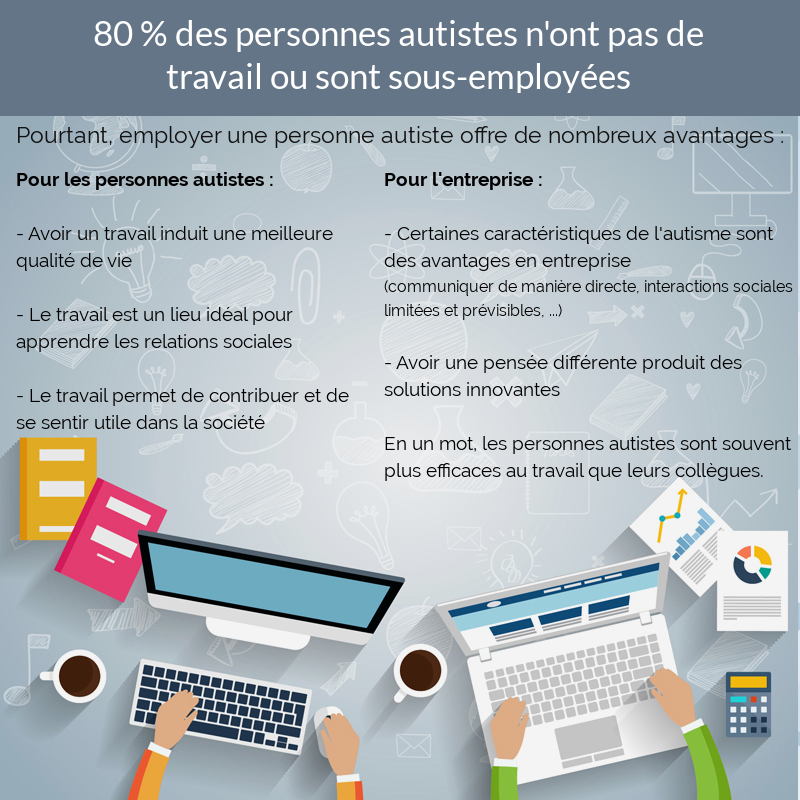 80 % des personnes autistes n'ont pas de
travail ou sont sous-employées
Pourtant, employer une personne autiste offre de nombreux avantages :
Pour les personnes autistes :
- Avoir un travail induit une meilleure
qualité de vie
- Le travail est un lieu idéal pour
apprendre les relations sociales
- Le travail permet de contribuer et de
se sentir utile dans la société
Pour l'entreprise :
- Certaines caractéristiques de l'autisme sont
des avantages en entreprise
(communiquer de manière directe, interactions sociales
limitées et prévisibles, ...)
- Avoir une pensée différente produit des
solutions innovantes
En un mot, les personnes autistes sont souvent
plus efficaces au travail que leurs collègues.